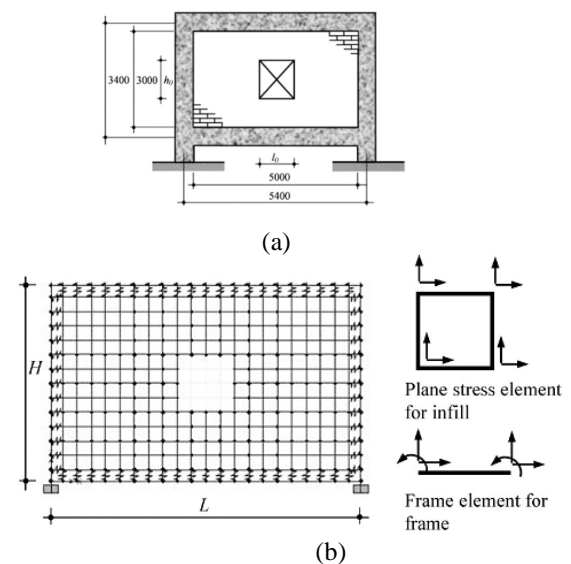 3400
3000
h₀
l₀
5000
5400
(a)
H
L
Plane stress element
for infill
Frame element for
frame
(b)